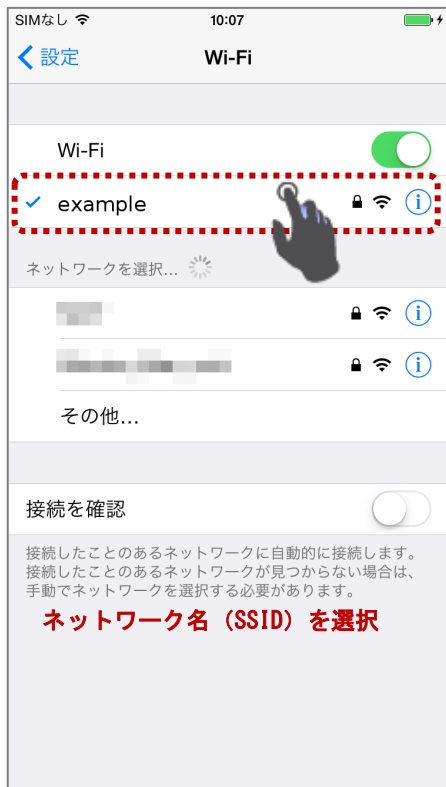 SIMなし 10:07
設定 Wi-Fi
Wi-Fi
example
ネットワークを選択...
その他...
接続を確認
接続したことのあるネットワークに自動的に接続します。
接続したことのあるネットワークが見つからない場合は、
手動でネットワークを選択する必要があります。
ネットワーク名（SSID）を選択